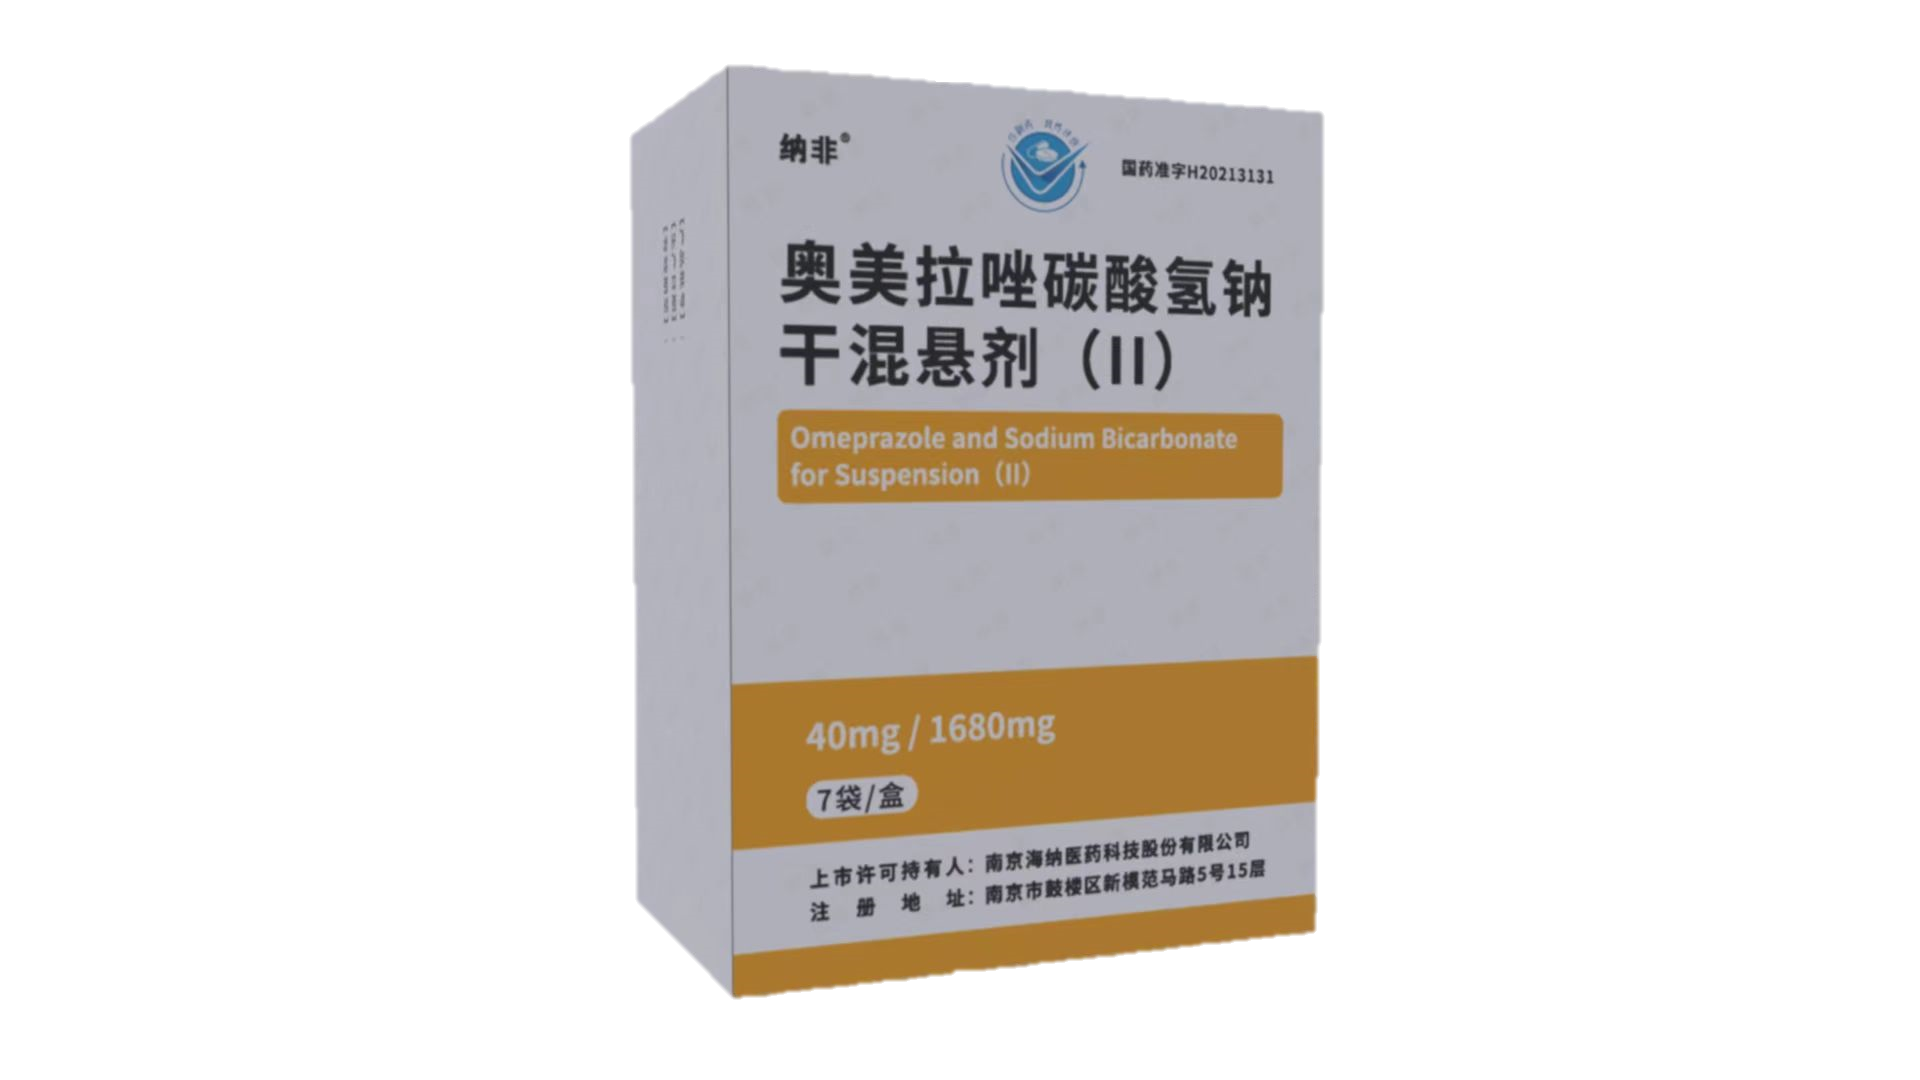 纳非®
国药准字H20213131
奥美拉唑碳酸氢钠
干混悬剂（II）
Omeprazole and Sodium Bicarbonate
for Suspension（II）
40mg / 1680mg
7袋/盒
上市许可持有人：南京海纳医药科技股份有限公司
注册地址：南京市鼓楼区新模范马路5号15层